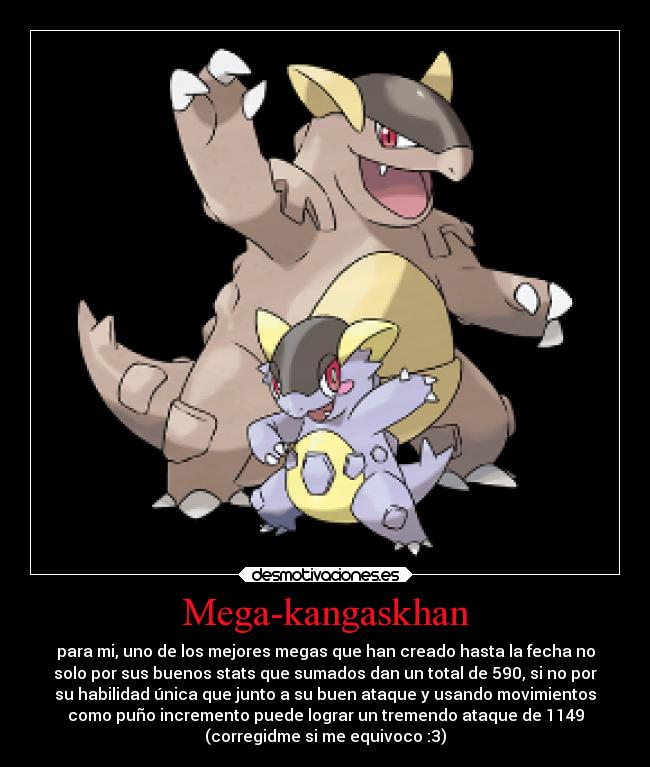 desmotivaciones.es
Mega-kangaskhan
para mi, uno de los mejores megas que han creado hasta la fecha no
solo por sus buenos stats que sumados dan un total de 590, si no por
su habilidad única que junto a su buen ataque y usando movimientos
como puño incremento puede lograr un tremendo ataque de 1149
(corregidme si me equivoco :3)